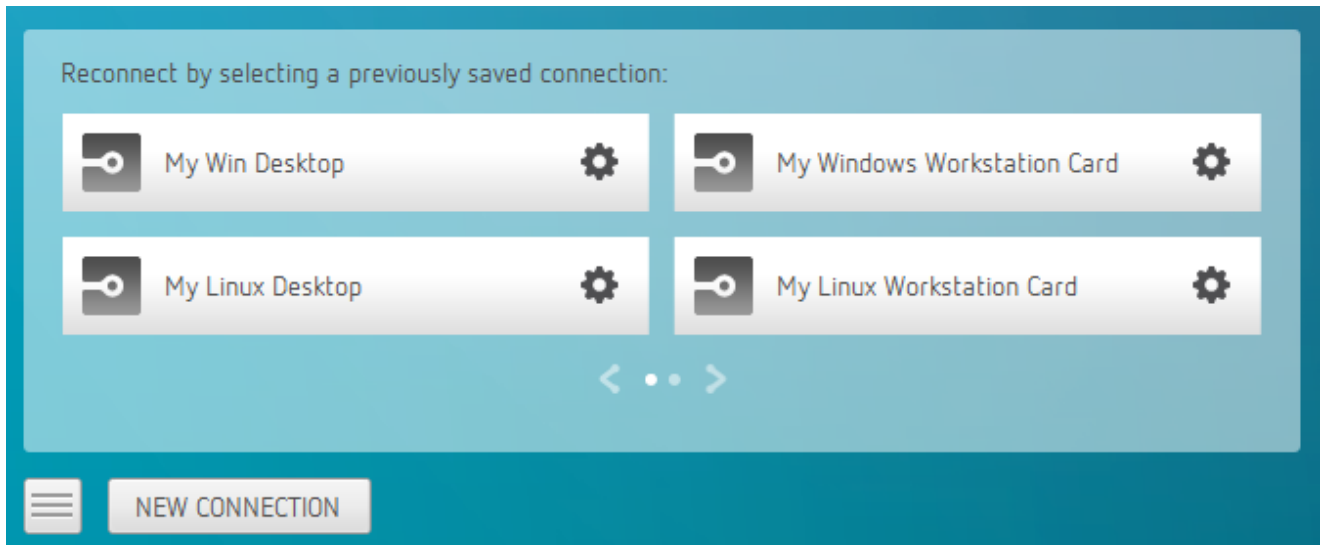 Reconnect by selecting a previously saved connection:
My Win Desktop
My Windows Workstation Card
My Linux Desktop
My Linux Workstation Card
NEW CONNECTION